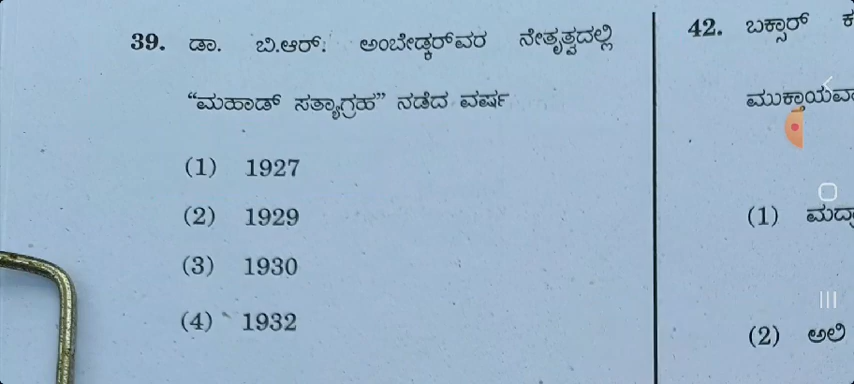 39. ಡಾ. ಬಿ.ಆರ್. ಅಂಬೇಡ್ಕರ್‌ವರ ನೇತೃತ್ವದಲ್ಲಿ
“ಮಹಾಡ್ ಸತ್ಯಾಗ್ರಹ” ನಡೆದ ವರ್ಷ
(1) 1927
(2) 1929
(3) 1930
(4) 1932
42. ಬಕ್ಸಾರ್
(1)
(2) ಅಲಿ